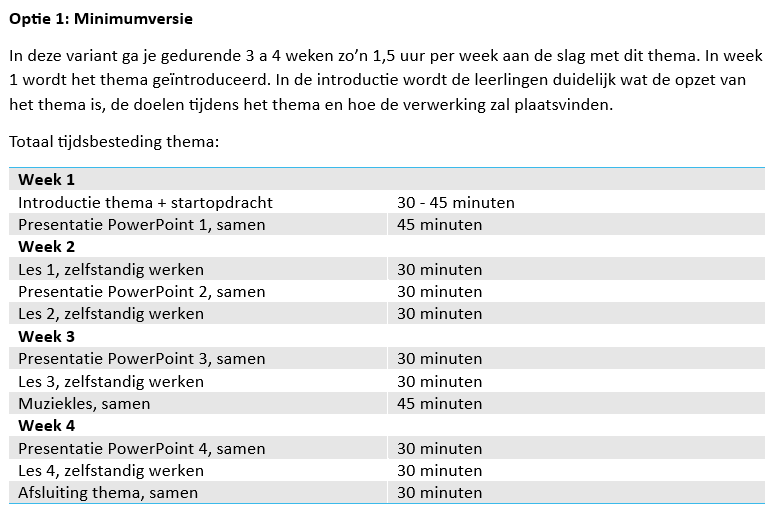 Optie 1: Minimumversie
In deze variant ga je gedurende 3 a 4 weken zo’n 1,5 uur per week aan de slag met dit thema. In week
1 wordt het thema geïntroduceerd. In de introductie wordt de leerlingen duidelijk wat de opzet van
het thema is, de doelen tijdens het thema en hoe de verwerking zal plaatsvinden.
Totaal tijdsbesteding thema:
Week 1
Introductie thema + startopdracht 30 - 45 minuten
Presentatie PowerPoint 1, samen 45 minuten
Week 2
Les 1, zelfstandig werken 30 minuten
Presentatie PowerPoint 2, samen 30 minuten
Les 2, zelfstandig werken 30 minuten
Week 3
Presentatie PowerPoint 3, samen 30 minuten
Les 3, zelfstandig werken 30 minuten
Muziekles, samen 45 minuten
Week 4
Presentatie PowerPoint 4, samen 30 minuten
Les 4, zelfstandig werken 30 minuten
Afsluiting thema, samen 30 minuten